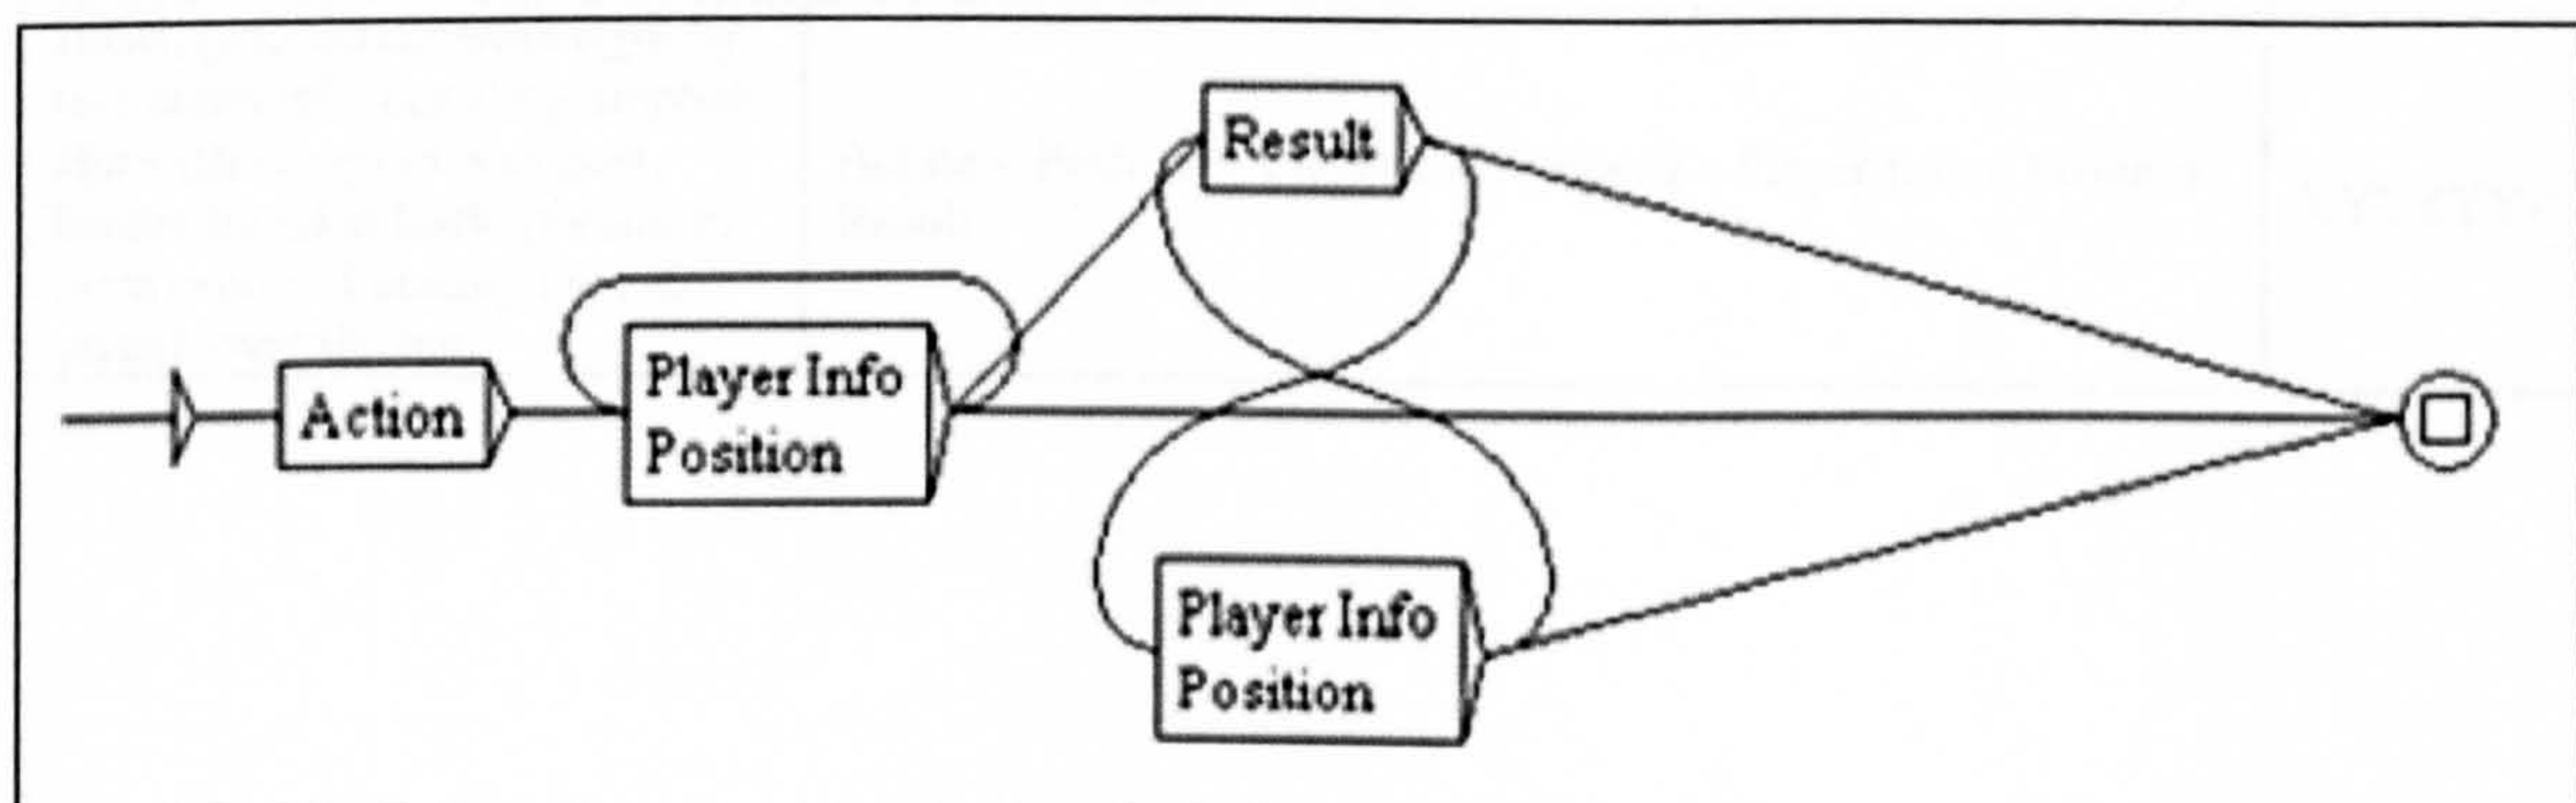 Result
Player Info
Position
Action
Player Info
Position